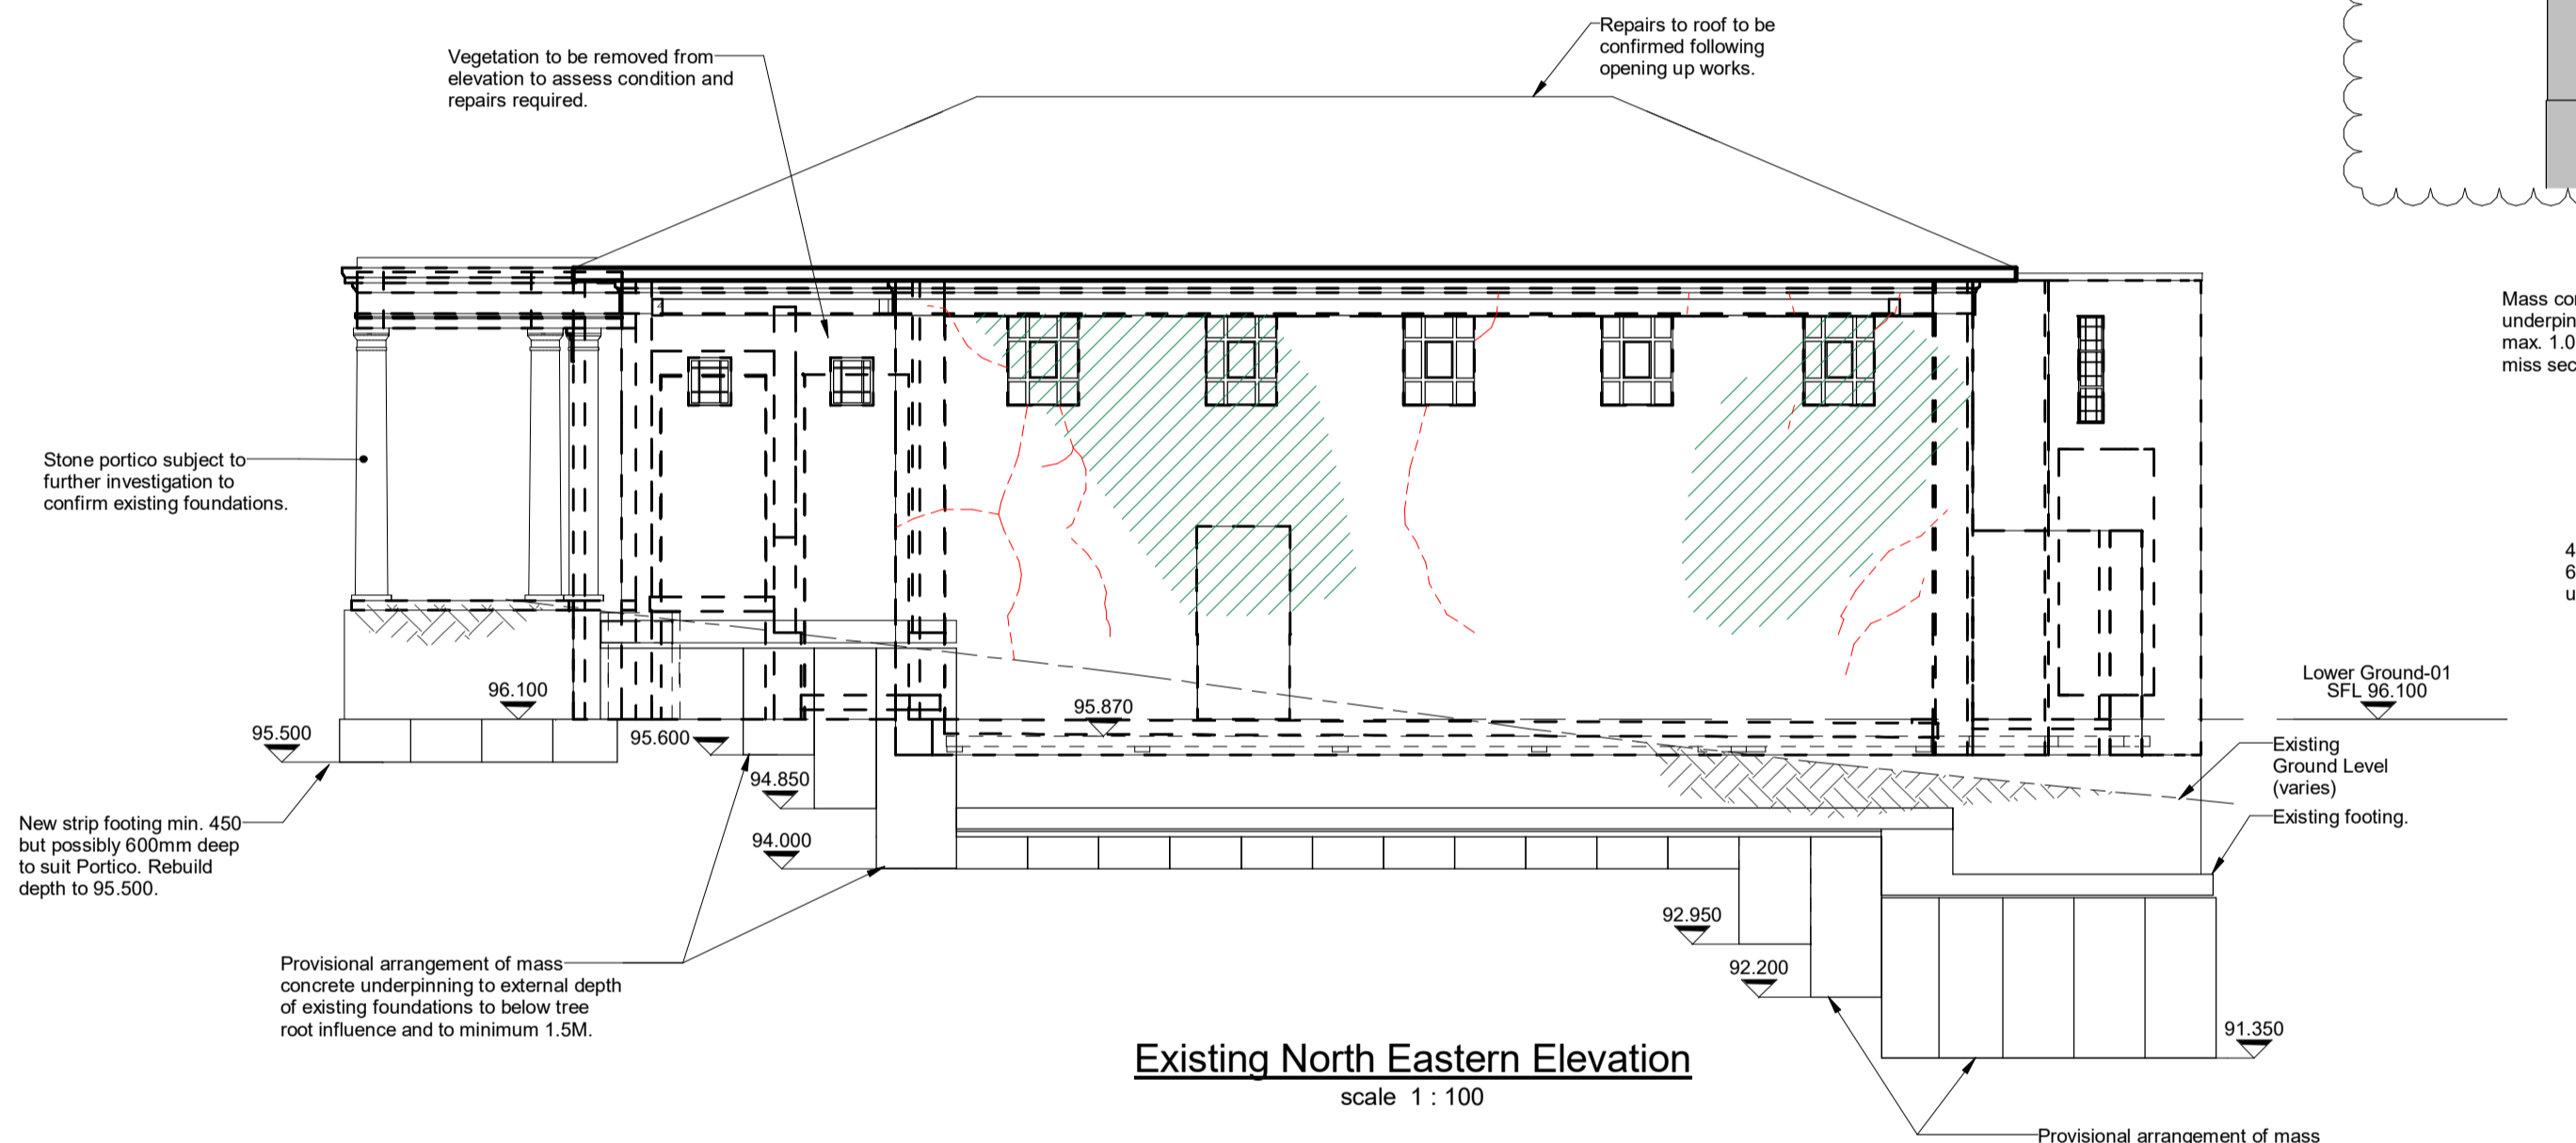 Repairs to roof to be
confirmed following
opening up works.
Vegetation to be removed from
elevation to assess condition and
repairs required.
Mass
underpin
max. 1.0
miss sec
Stone portico subject to
further investigation to
confirm existing foundations.
4
6
u
Lower Ground-01
SFL 96.100
96.100
95.500
95.600
95.870
94.850
94.000
Existing
Ground Level
(varies)
Existing footing.
New strip footing min. 450
but possibly 600mm deep
to suit Portico. Rebuild
depth to 95.500.
92.950
92.200
91.350
Provisional arrangement of mass
concrete underpinning to external depth
of existing foundations to below tree
root influence and to minimum 1.5M.
Existing North Eastern Elevation
scale 1 : 100
Provisional arrangement of mass